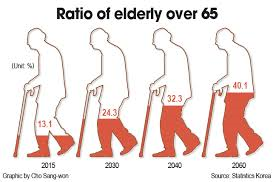 Ratio of elderly over 65
(Unit: %)
13.1
24.3
32.3
40.1
2015
2030
2040
2060
Graphic by Cho Sang-won
Source: Statistics Korea